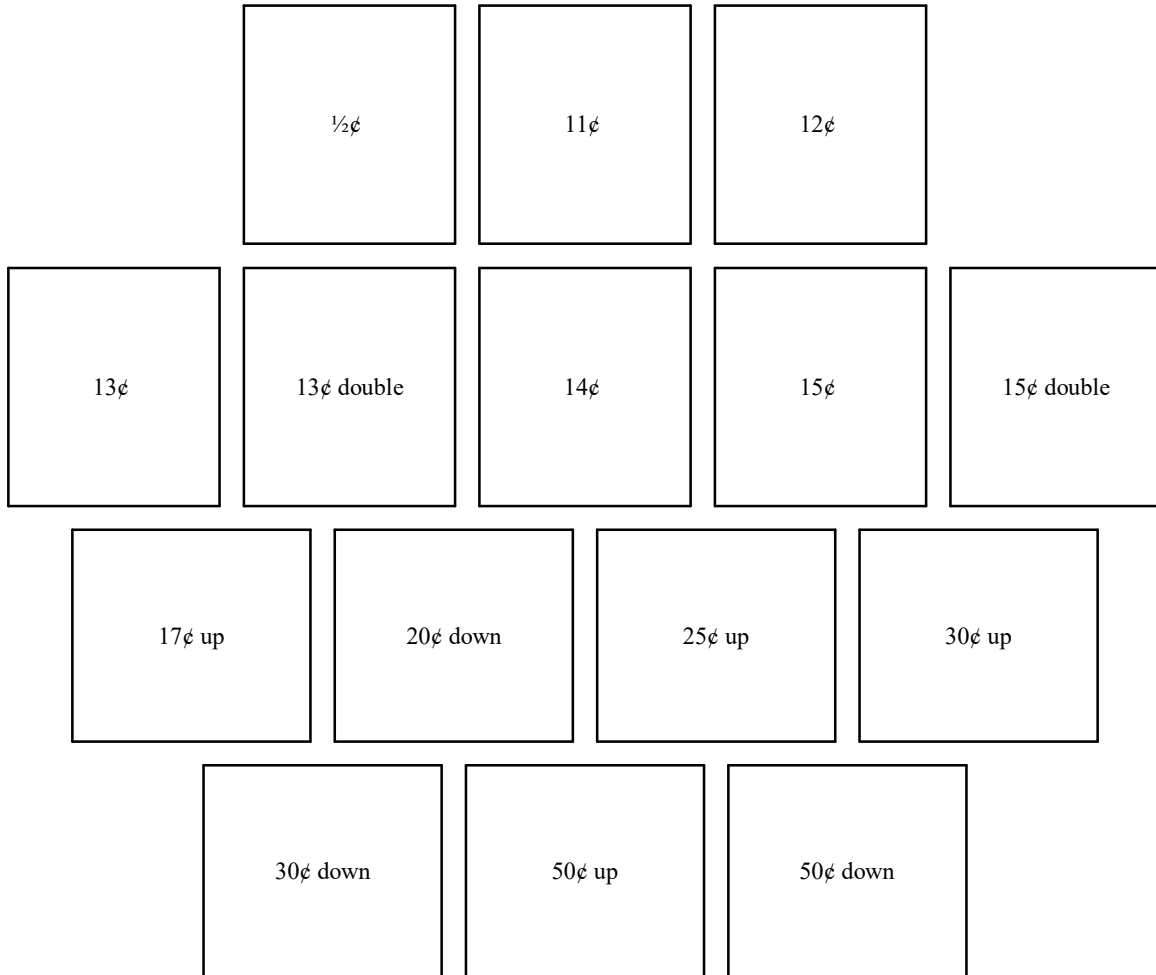 ½¢
11¢
12¢
13¢
13¢ double
14¢
15¢
15¢ double
17¢ up
20¢ down
25¢ up
30¢ up
30¢ down
50¢ up
50¢ down